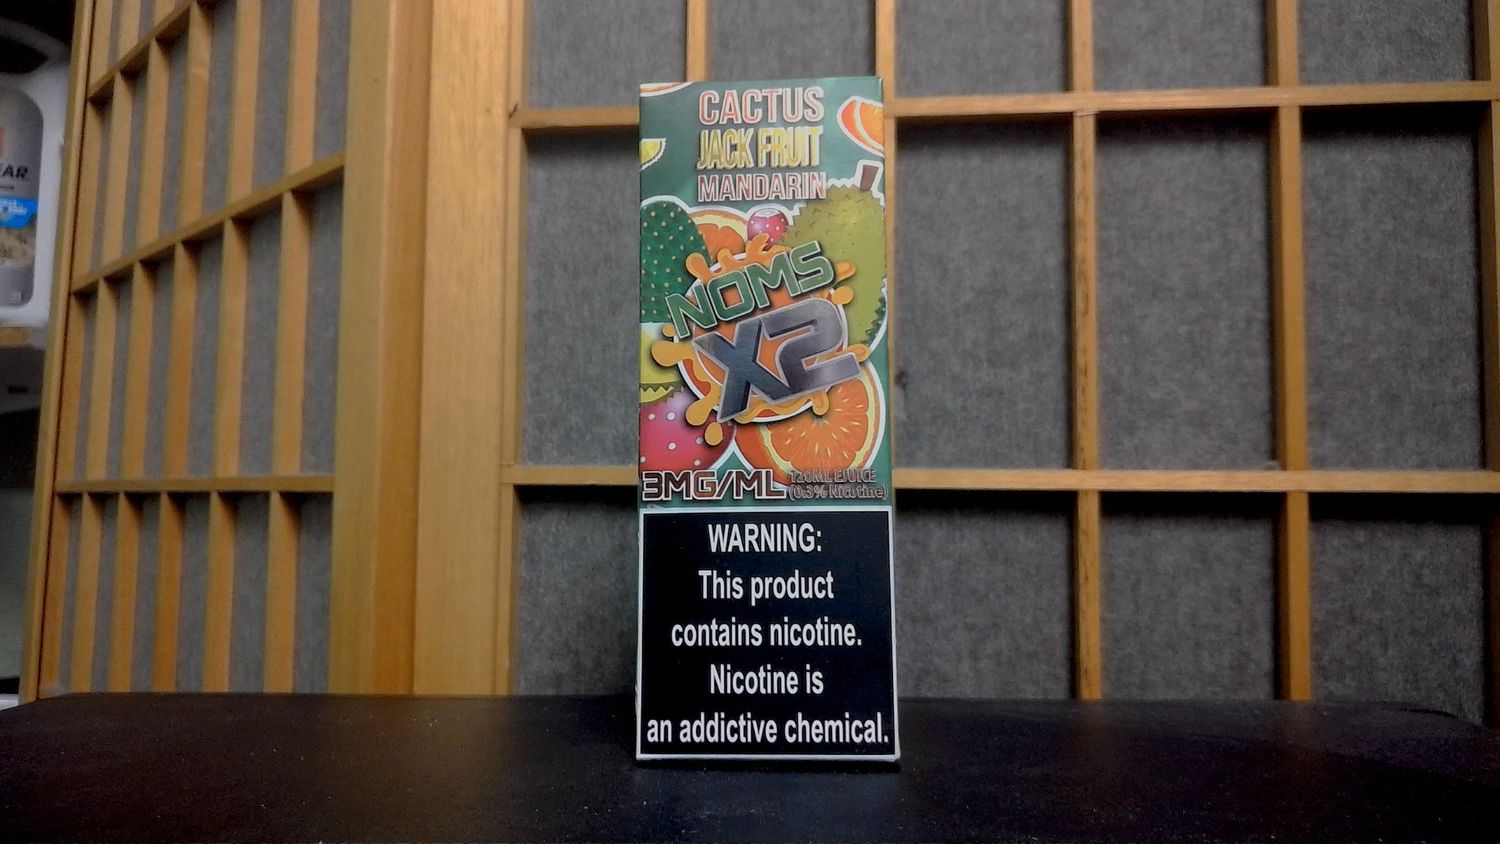 CACTUS
JACK FRUIT
MANDARIN
NOMS
X2
3MG/ML
120ML EJUICE
(0.3% Nicotine)
WARNING:
This product
contains nicotine.
Nicotine is
an addictive chemical.